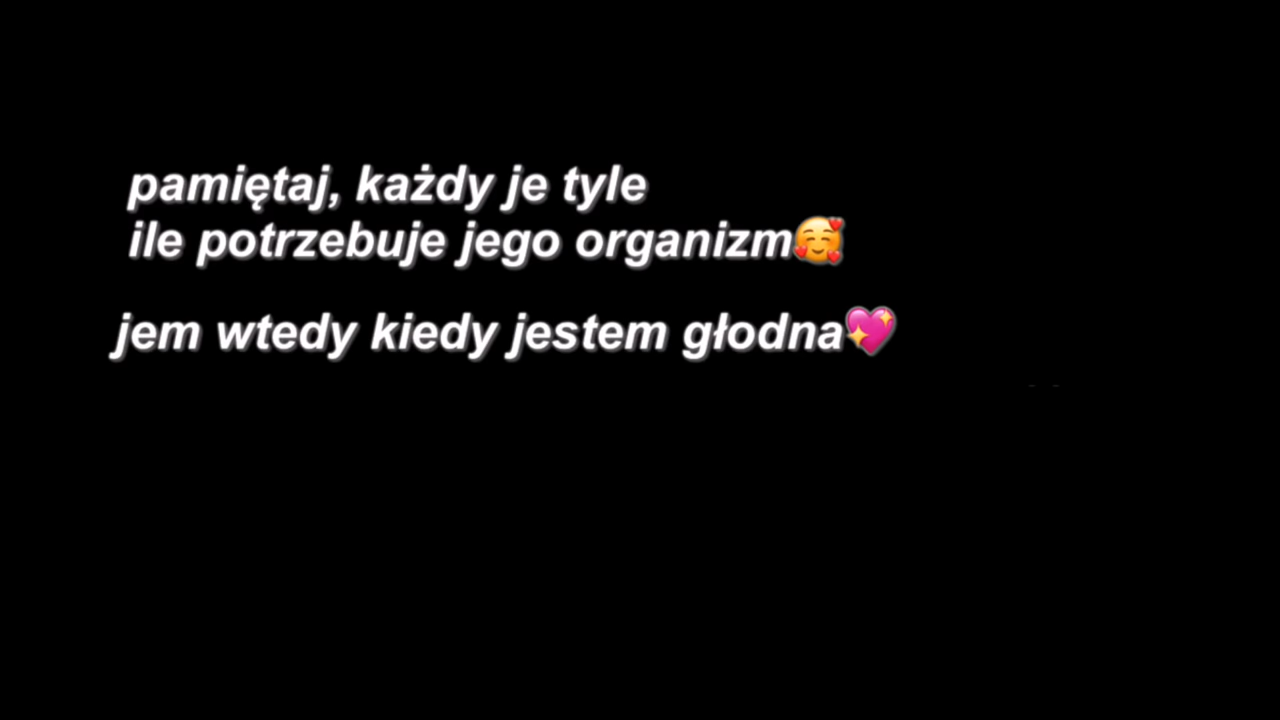 pamiętaj, każdy je tyle
ile potrzebuje jego organizm🥰
jem wtedy kiedy jestem głodna💖